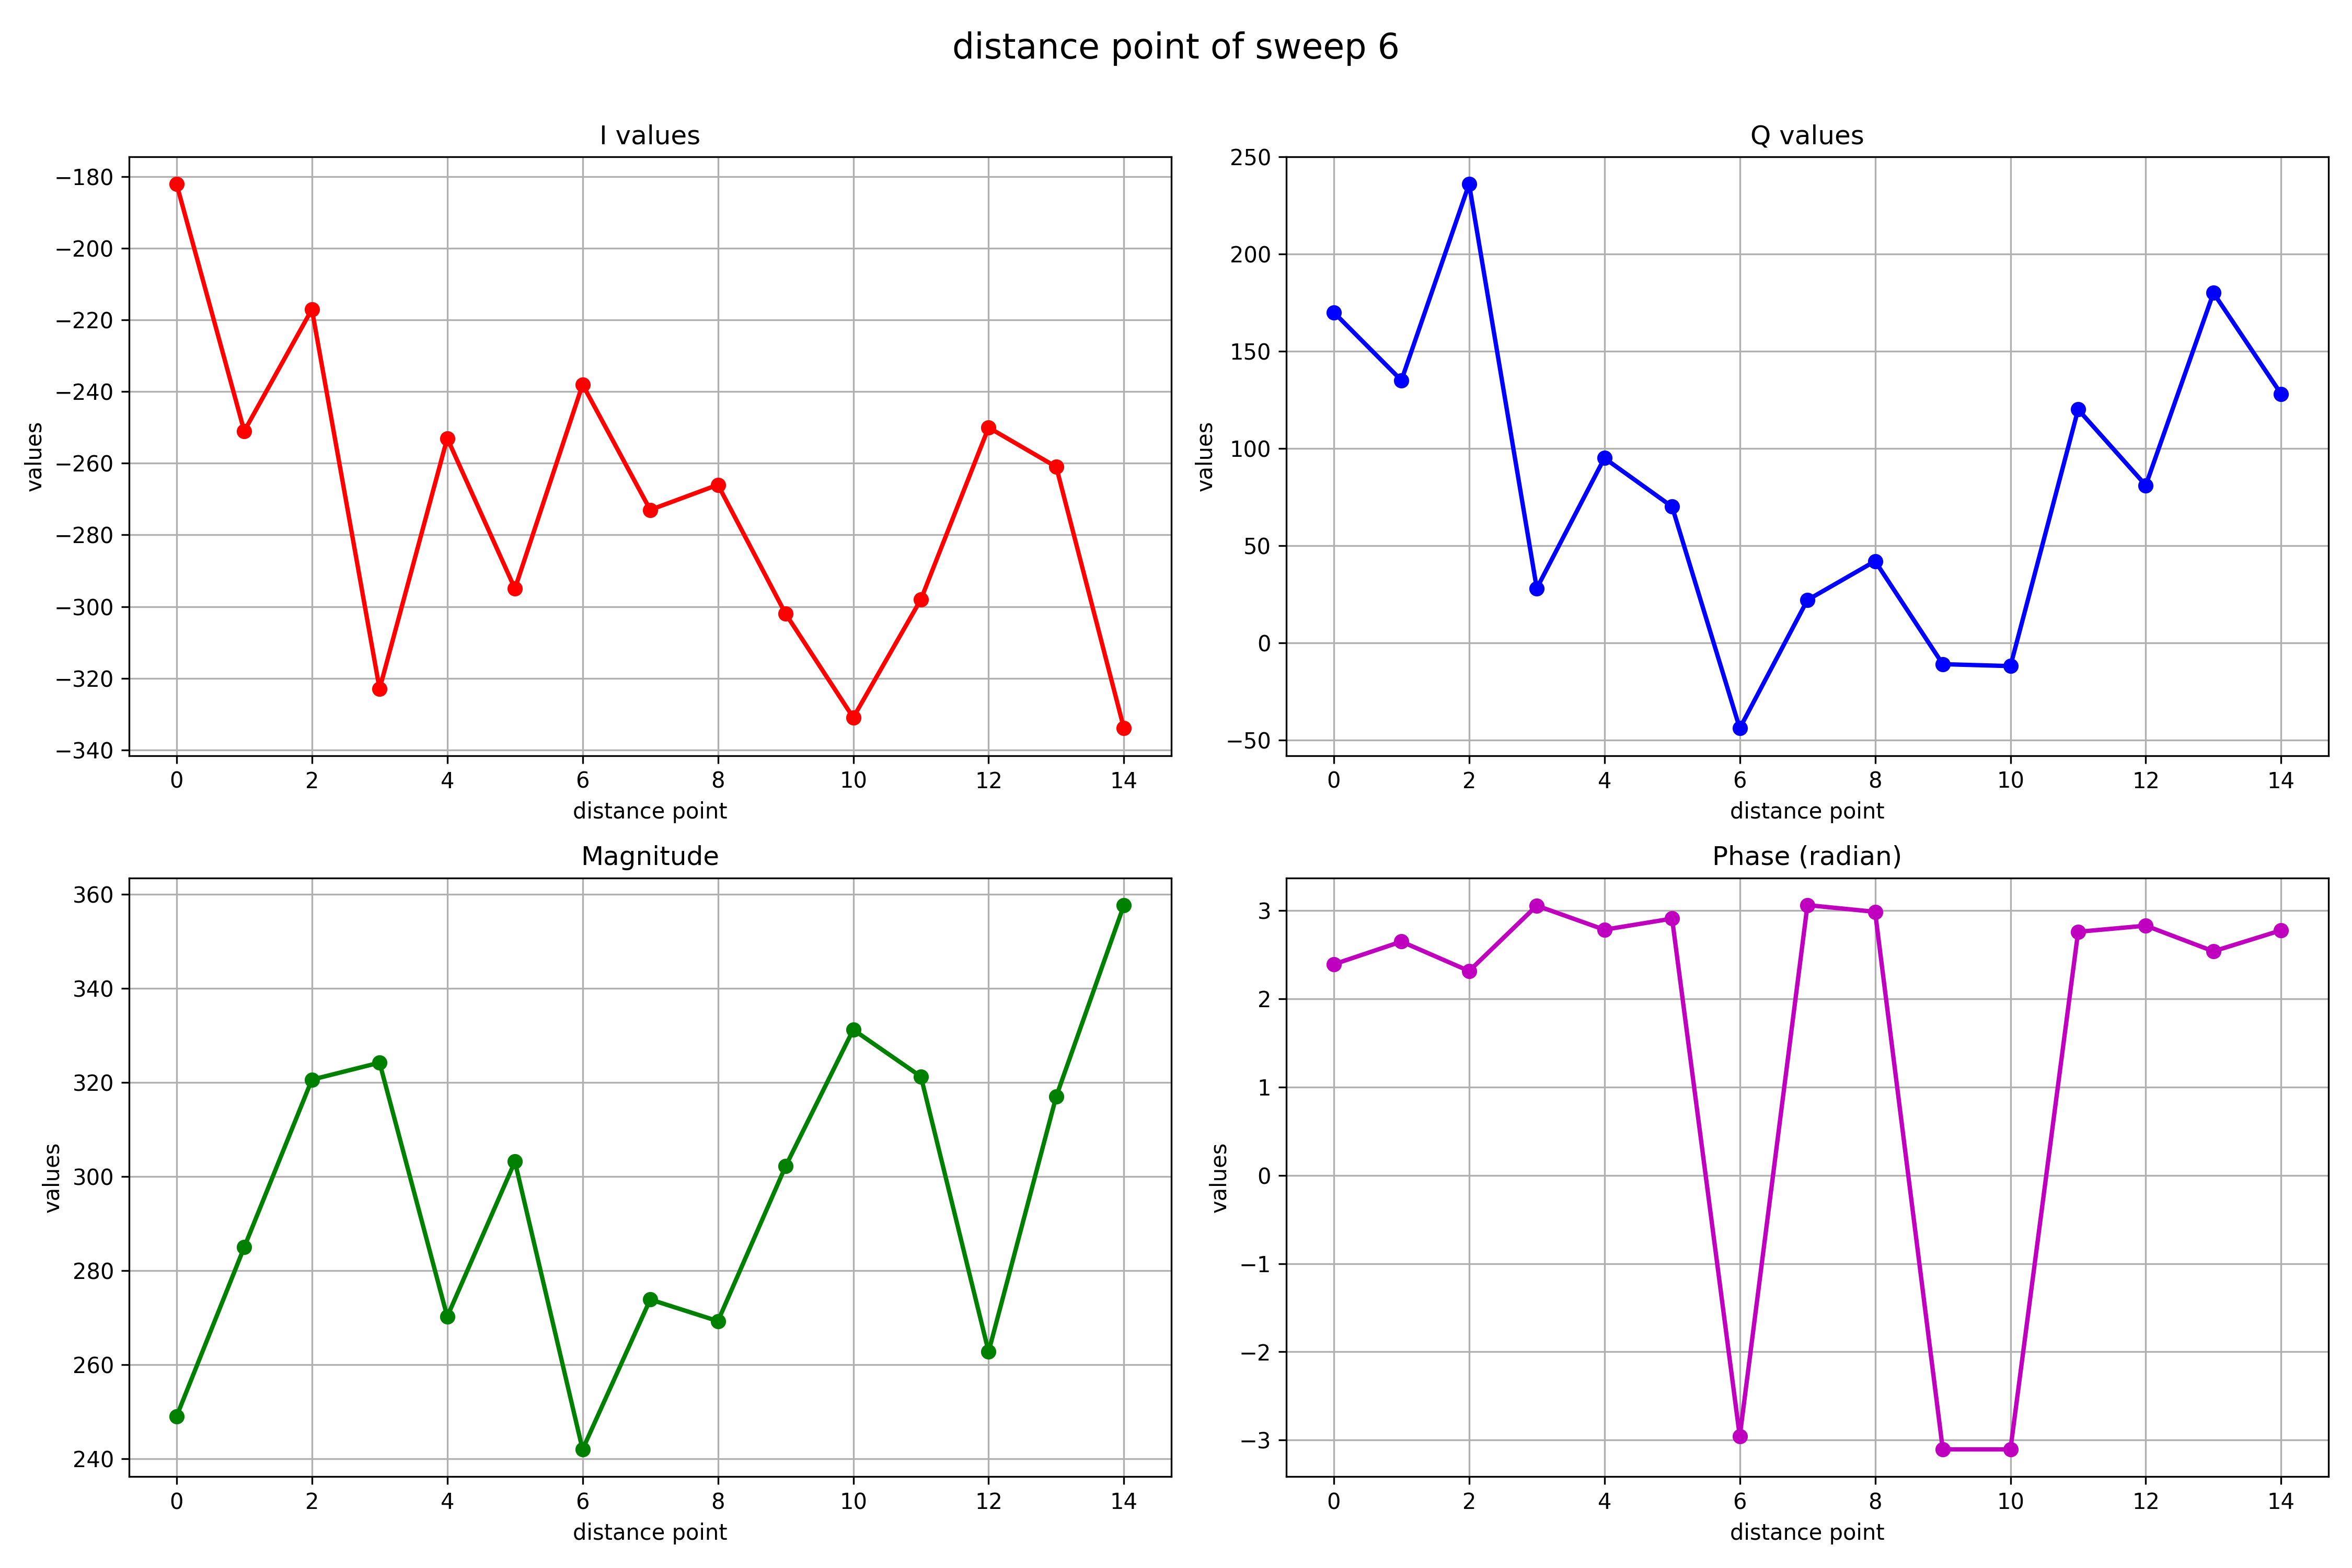 distance point of sweep 6
I values
values
−180
−200
−220
−240
−260
−280
−300
−320
−340
0 2 4 6 8 10 12 14
distance point
Q values
values
250
200
150
100
50
0
−50
0 2 4 6 8 10 12 14
distance point
Magnitude
values
360
340
320
300
280
260
240
0 2 4 6 8 10 12 14
distance point
Phase (radian)
values
3
2
1
0
−1
−2
−3
0 2 4 6 8 10 12 14
distance point